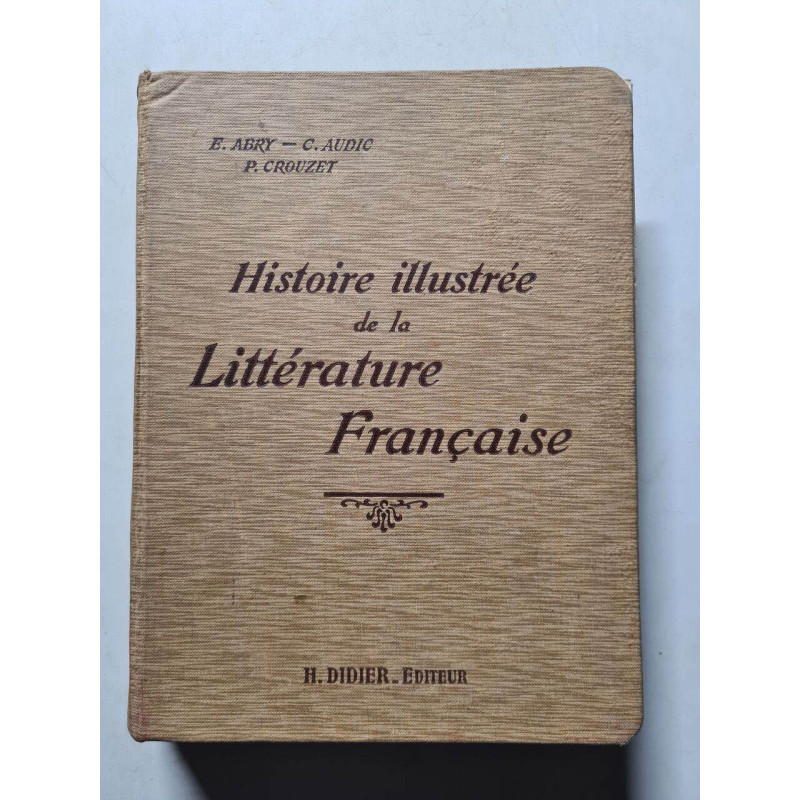 E. ABRY — C. AUDIC
P. CROUZET
Histoire illustrée
de la
Littérature
Française
H. DIDIER - EDITEUR